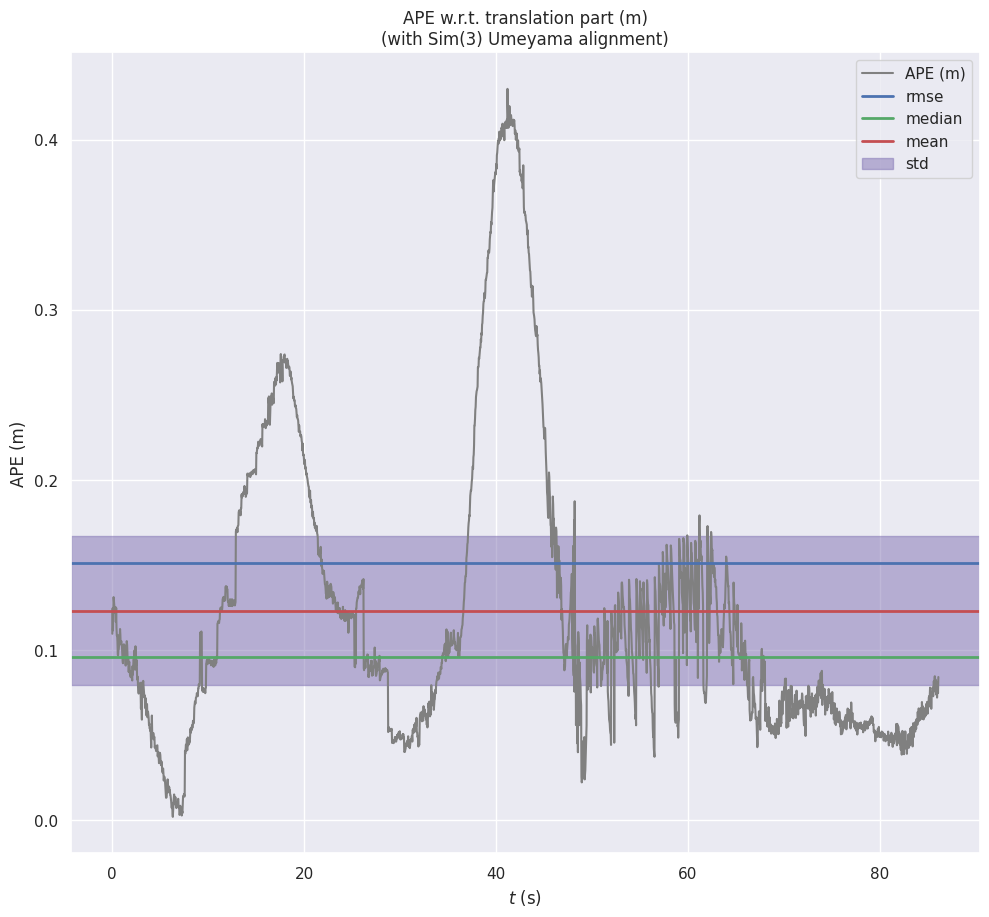 APE w.r.t. translation part (m)
(with Sim(3) Umeyama alignment)
APE (m)
rmse
median
mean
std
0.4
0.3
0.2
0.1
0.0
APE (m)
0
20
40
60
80
t (s)